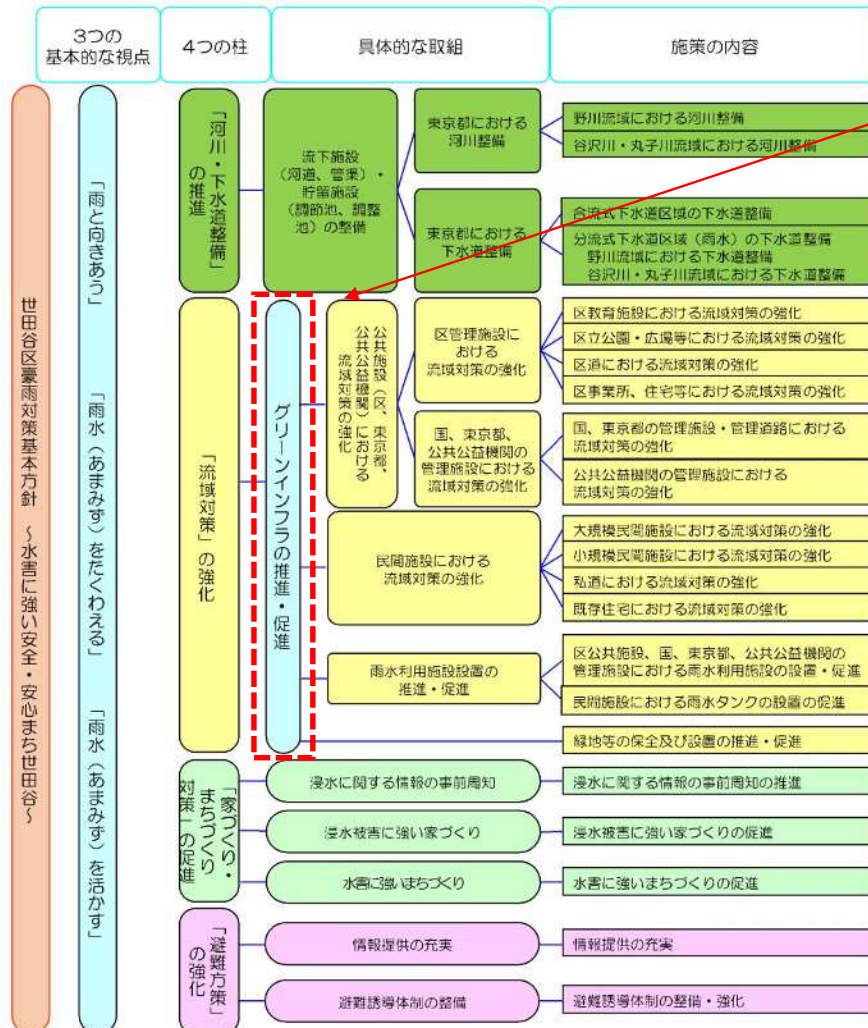 3つの
基本的な視点
4つの柱
具体的な取組
施策の内容
世田谷区豪雨対策基本方針 ～水害に強い安全・安心まち世田谷～
「雨と向きあう」
「雨水(あまみず)をたくわえる」
「雨水(あまみず)を活かす」
「河川・下水道整備」
の推進
流下施設
(河道、管渠)・
貯留施設
(調節池、調整
池)の整備
東京都における
河川整備
野川流域における河川整備
谷沢川・丸子川流域における河川整備
東京都における
下水道整備
合流式下水道区域の下水道整備
分流式下水道区域(雨水)の下水道整備
野川流域における下水道整備
谷沢川・丸子川流域における下水道整備
「流域対策」の強化
グリーンインフラの推進・促進
公共施設(区、東京都、
公共公益機関)における
流域対策の強化
区管理施設に
おける
流域対策の強化
区教育施設における流域対策の強化
区立公園・広場等における流域対策の強化
区道における流域対策の強化
区事業所、住宅等における流域対策の強化
国、東京都、
公共公益機関の
管理施設における
流域対策の強化
国、東京都の管理施設・管理道路における
流域対策の強化
公共公益機関の管理施設における
流域対策の強化
民間施設における
流域対策の強化
大規模民間施設における流域対策の強化
小規模民間施設における流域対策の強化
私道における流域対策の強化
既存住宅における流域対策の強化
雨水利用施設設置の
推進・促進
区公共施設、国、東京都、公共公益機関の
管理施設における雨水利用施設の設置・促進
民間施設における雨水タンクの設置の促進
緑地等の保全及び設置の推進・促進
「家づくり・
まちづくり
対策」の促進
浸水に関する情報の事前周知
浸水に関する情報の事前周知の推進
浸水被害に強い家づくり
浸水被害に強い家づくりの促進
水害に強いまちづくり
水害に強いまちづくりの促進
「避難方策」
の強化
情報提供の充実
情報提供の充実
避難誘導体制の整備
避難誘導体制の整備・強化